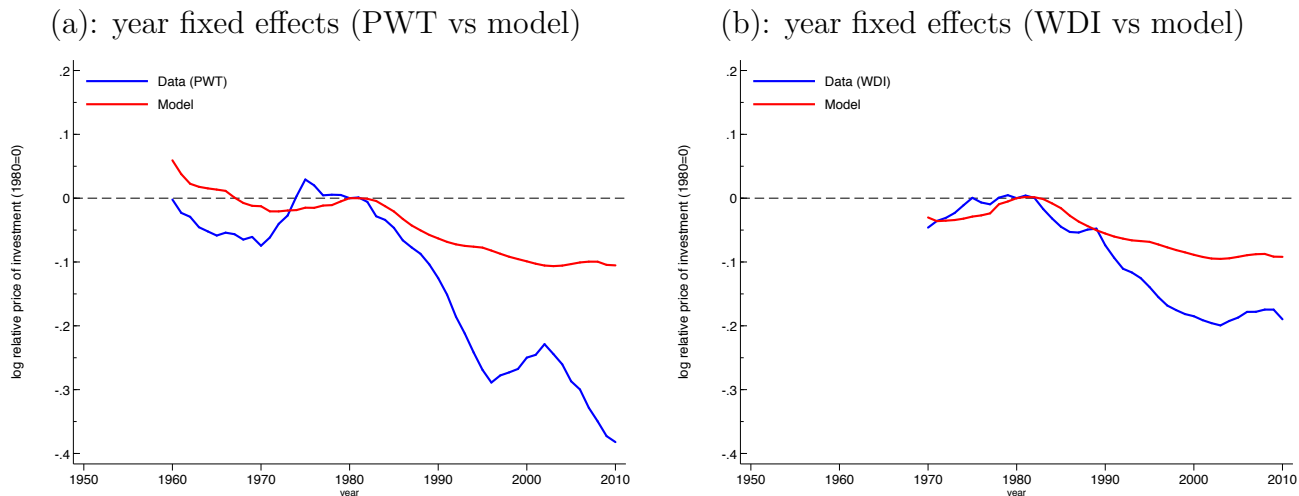 (a): year fixed effects (PWT vs model)
log relative price of investment (1980=0)
.2
.1
0
-.1
-.2
-.3
-.4
Data (PWT)
Model
1950 1960 1970 1980 1990 2000 2010
year
(b): year fixed effects (WDI vs model)
log relative price of investment (1980=0)
.2
.1
0
-.1
-.2
-.3
-.4
Data (WDI)
Model
1950 1960 1970 1980 1990 2000 2010
year